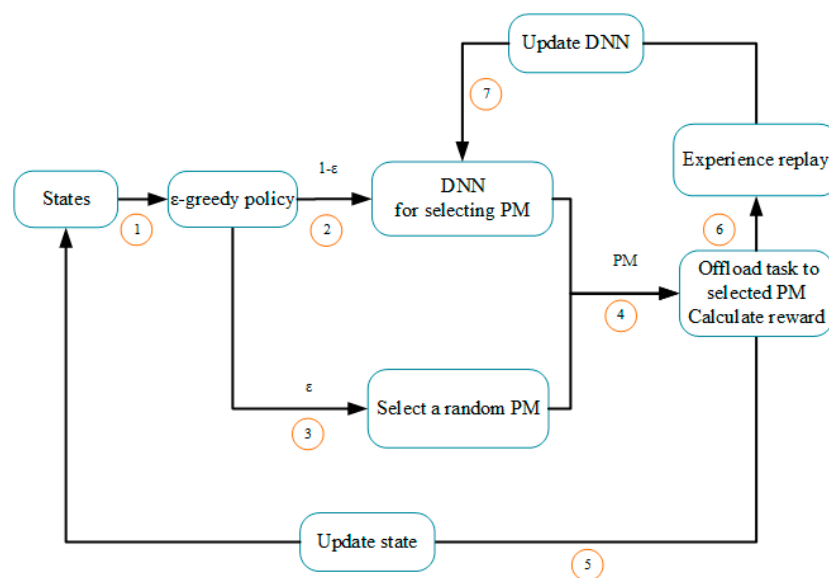 Update DNN
7
1-ε
Experience replay
States
ε-greedy policy
DNN
for selecting PM
1
2
6
PM
Offload task to
selected PM
Calculate reward
4
ε
Select a random PM
3
Update state
5